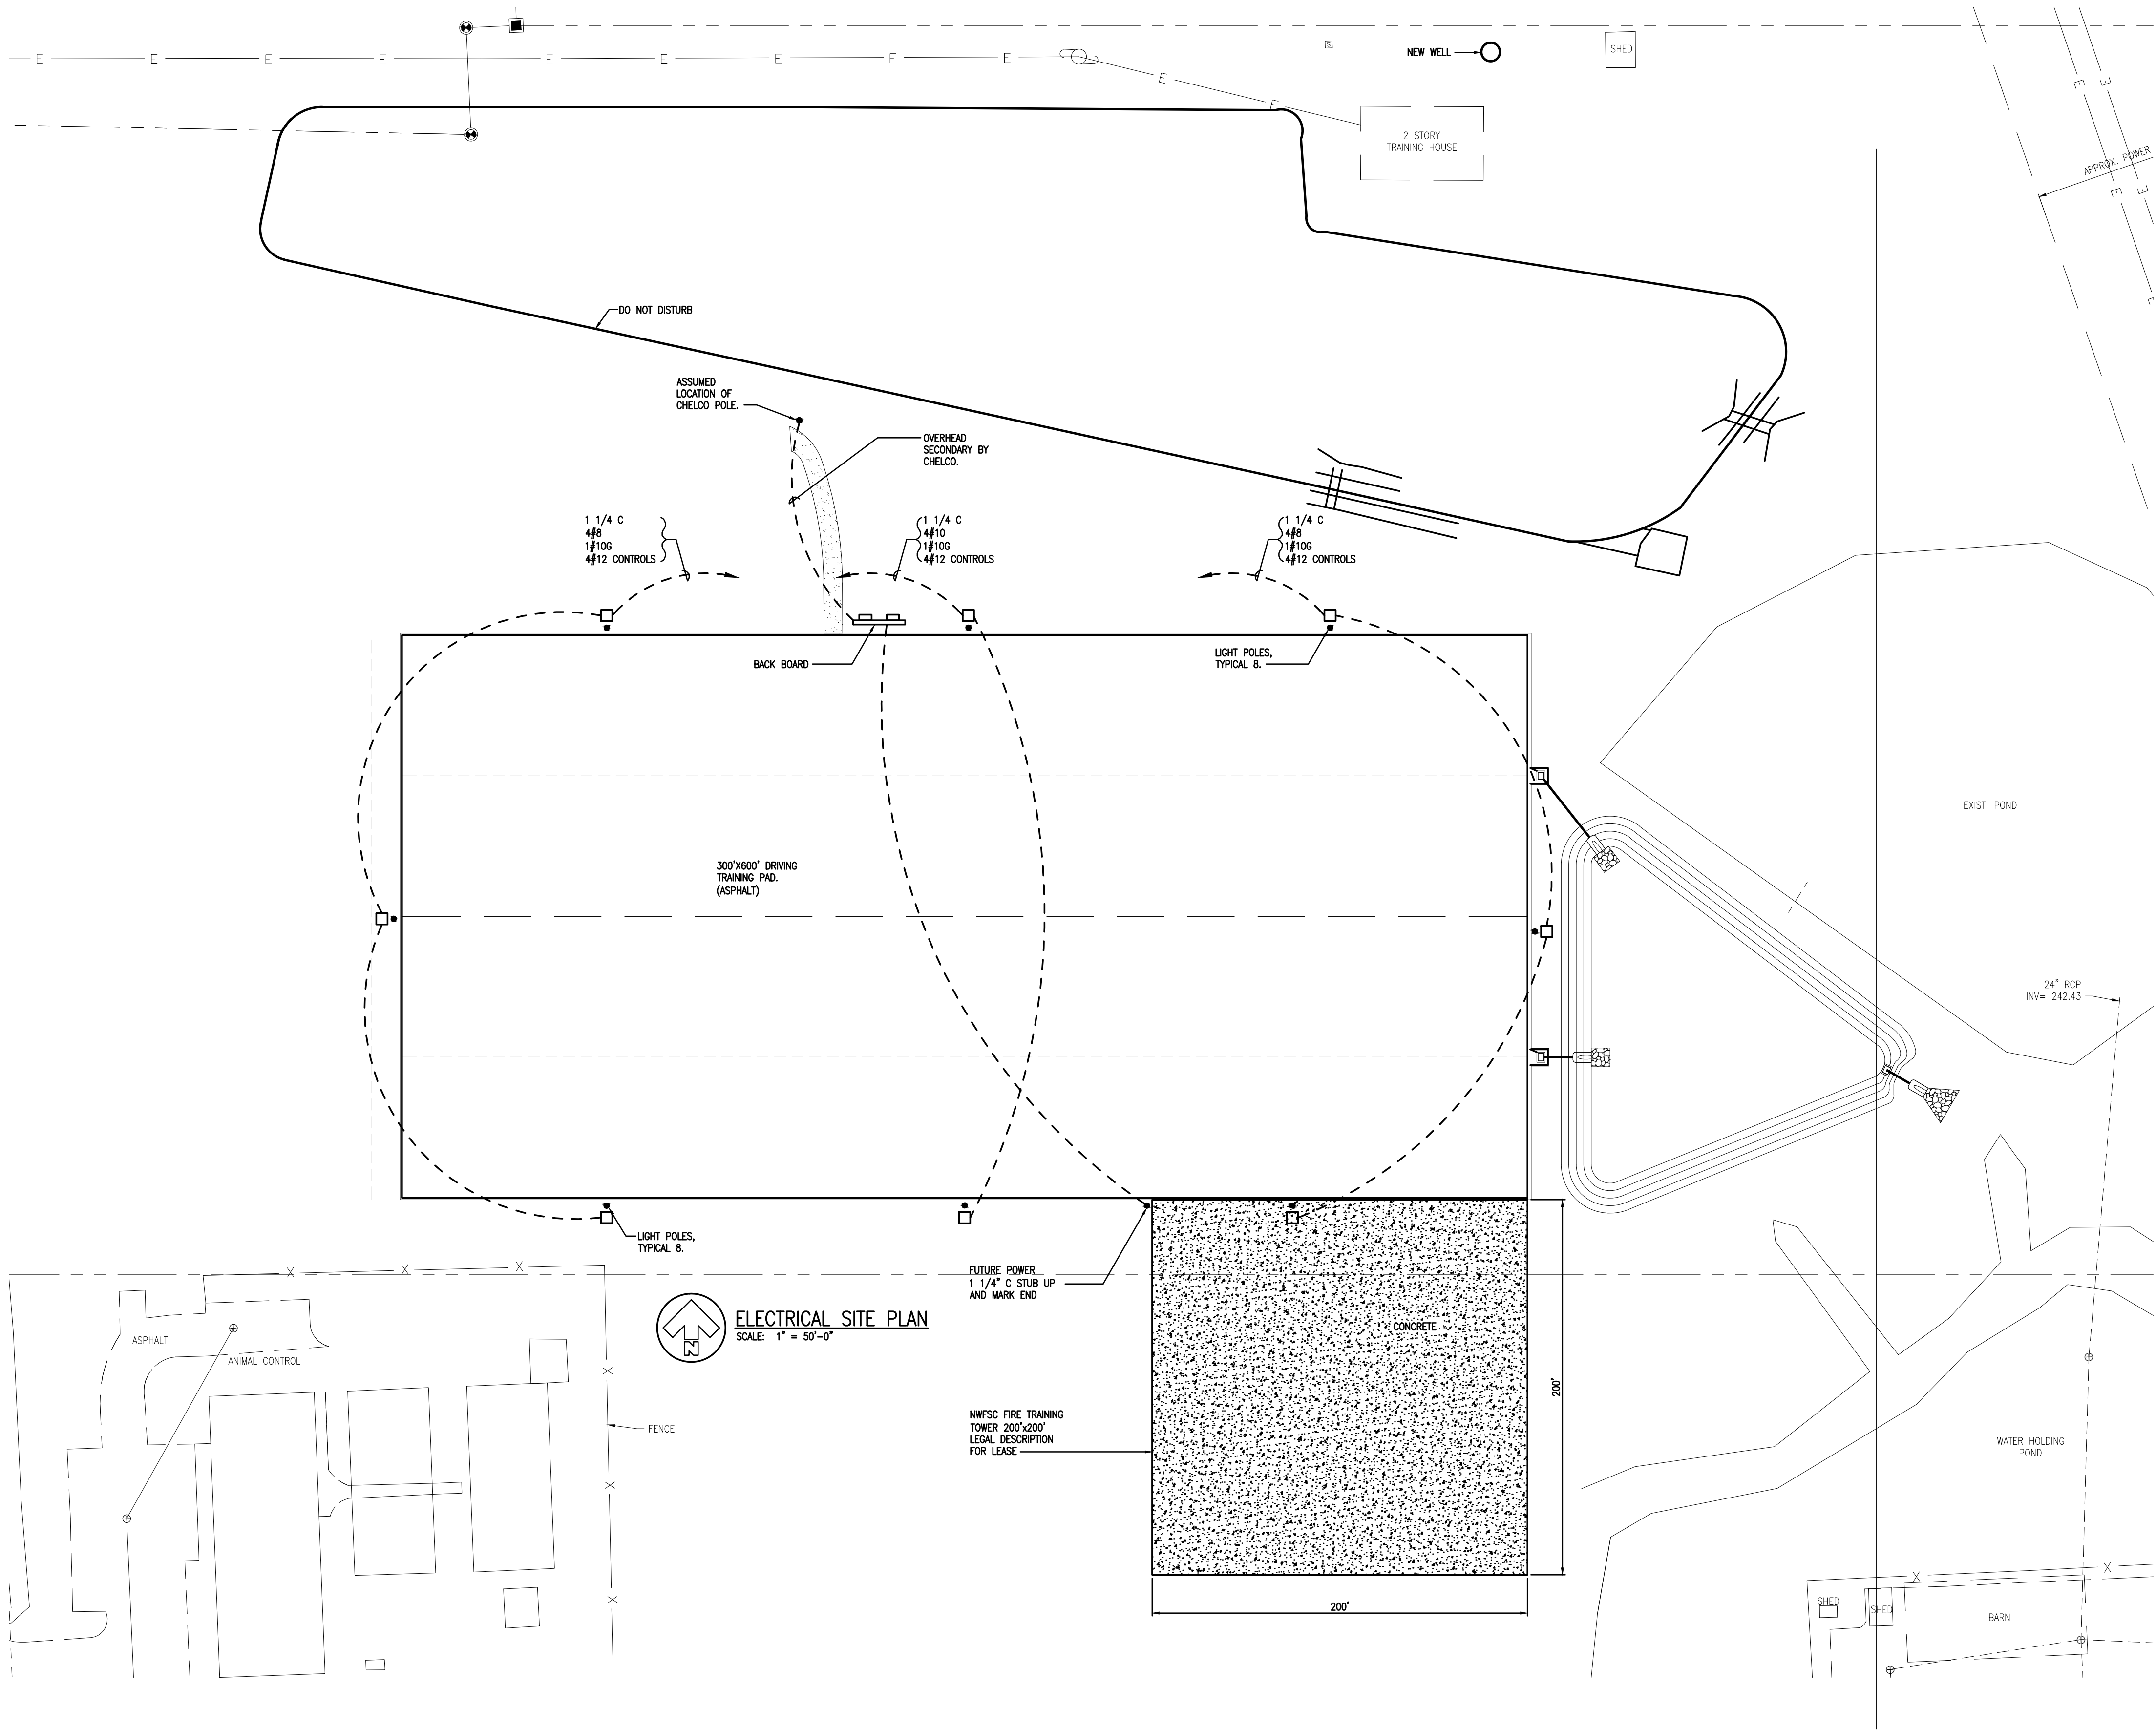 E E E E E E E E E
E
E
S
NEW WELL
SHED
2 STORY
TRAINING HOUSE
E
E
E
E
E
APPROX. POWER
DO NOT DISTURB
ASSUMED
LOCATION OF
CHELCO POLE.
OVERHEAD
SECONDARY BY
CHELCO.
1 1/4 C
4#8
1#10G
4#12 CONTROLS
1 1/4 C
4#10
1#10G
4#12 CONTROLS
1 1/4 C
4#8
1#10G
4#12 CONTROLS
BACK BOARD
LIGHT POLES,
TYPICAL 8.
EXIST. POND
300'X600' DRIVING
TRAINING PAD.
(ASPHALT)
24" RCP
INV= 242.43
LIGHT POLES,
TYPICAL 8.
FUTURE POWER
1 1/4" C STUB UP
AND MARK END
X X X
N
ELECTRICAL SITE PLAN
SCALE: 1" = 50'-0"
ASPHALT
ANIMAL CONTROL
CONCRETE
200'
X
FENCE
X
X
NWFSC FIRE TRAINING
TOWER 200'x200'
LEGAL DESCRIPTION
FOR LEASE
WATER HOLDING
POND
200'
X X
SHED
SHED
BARN